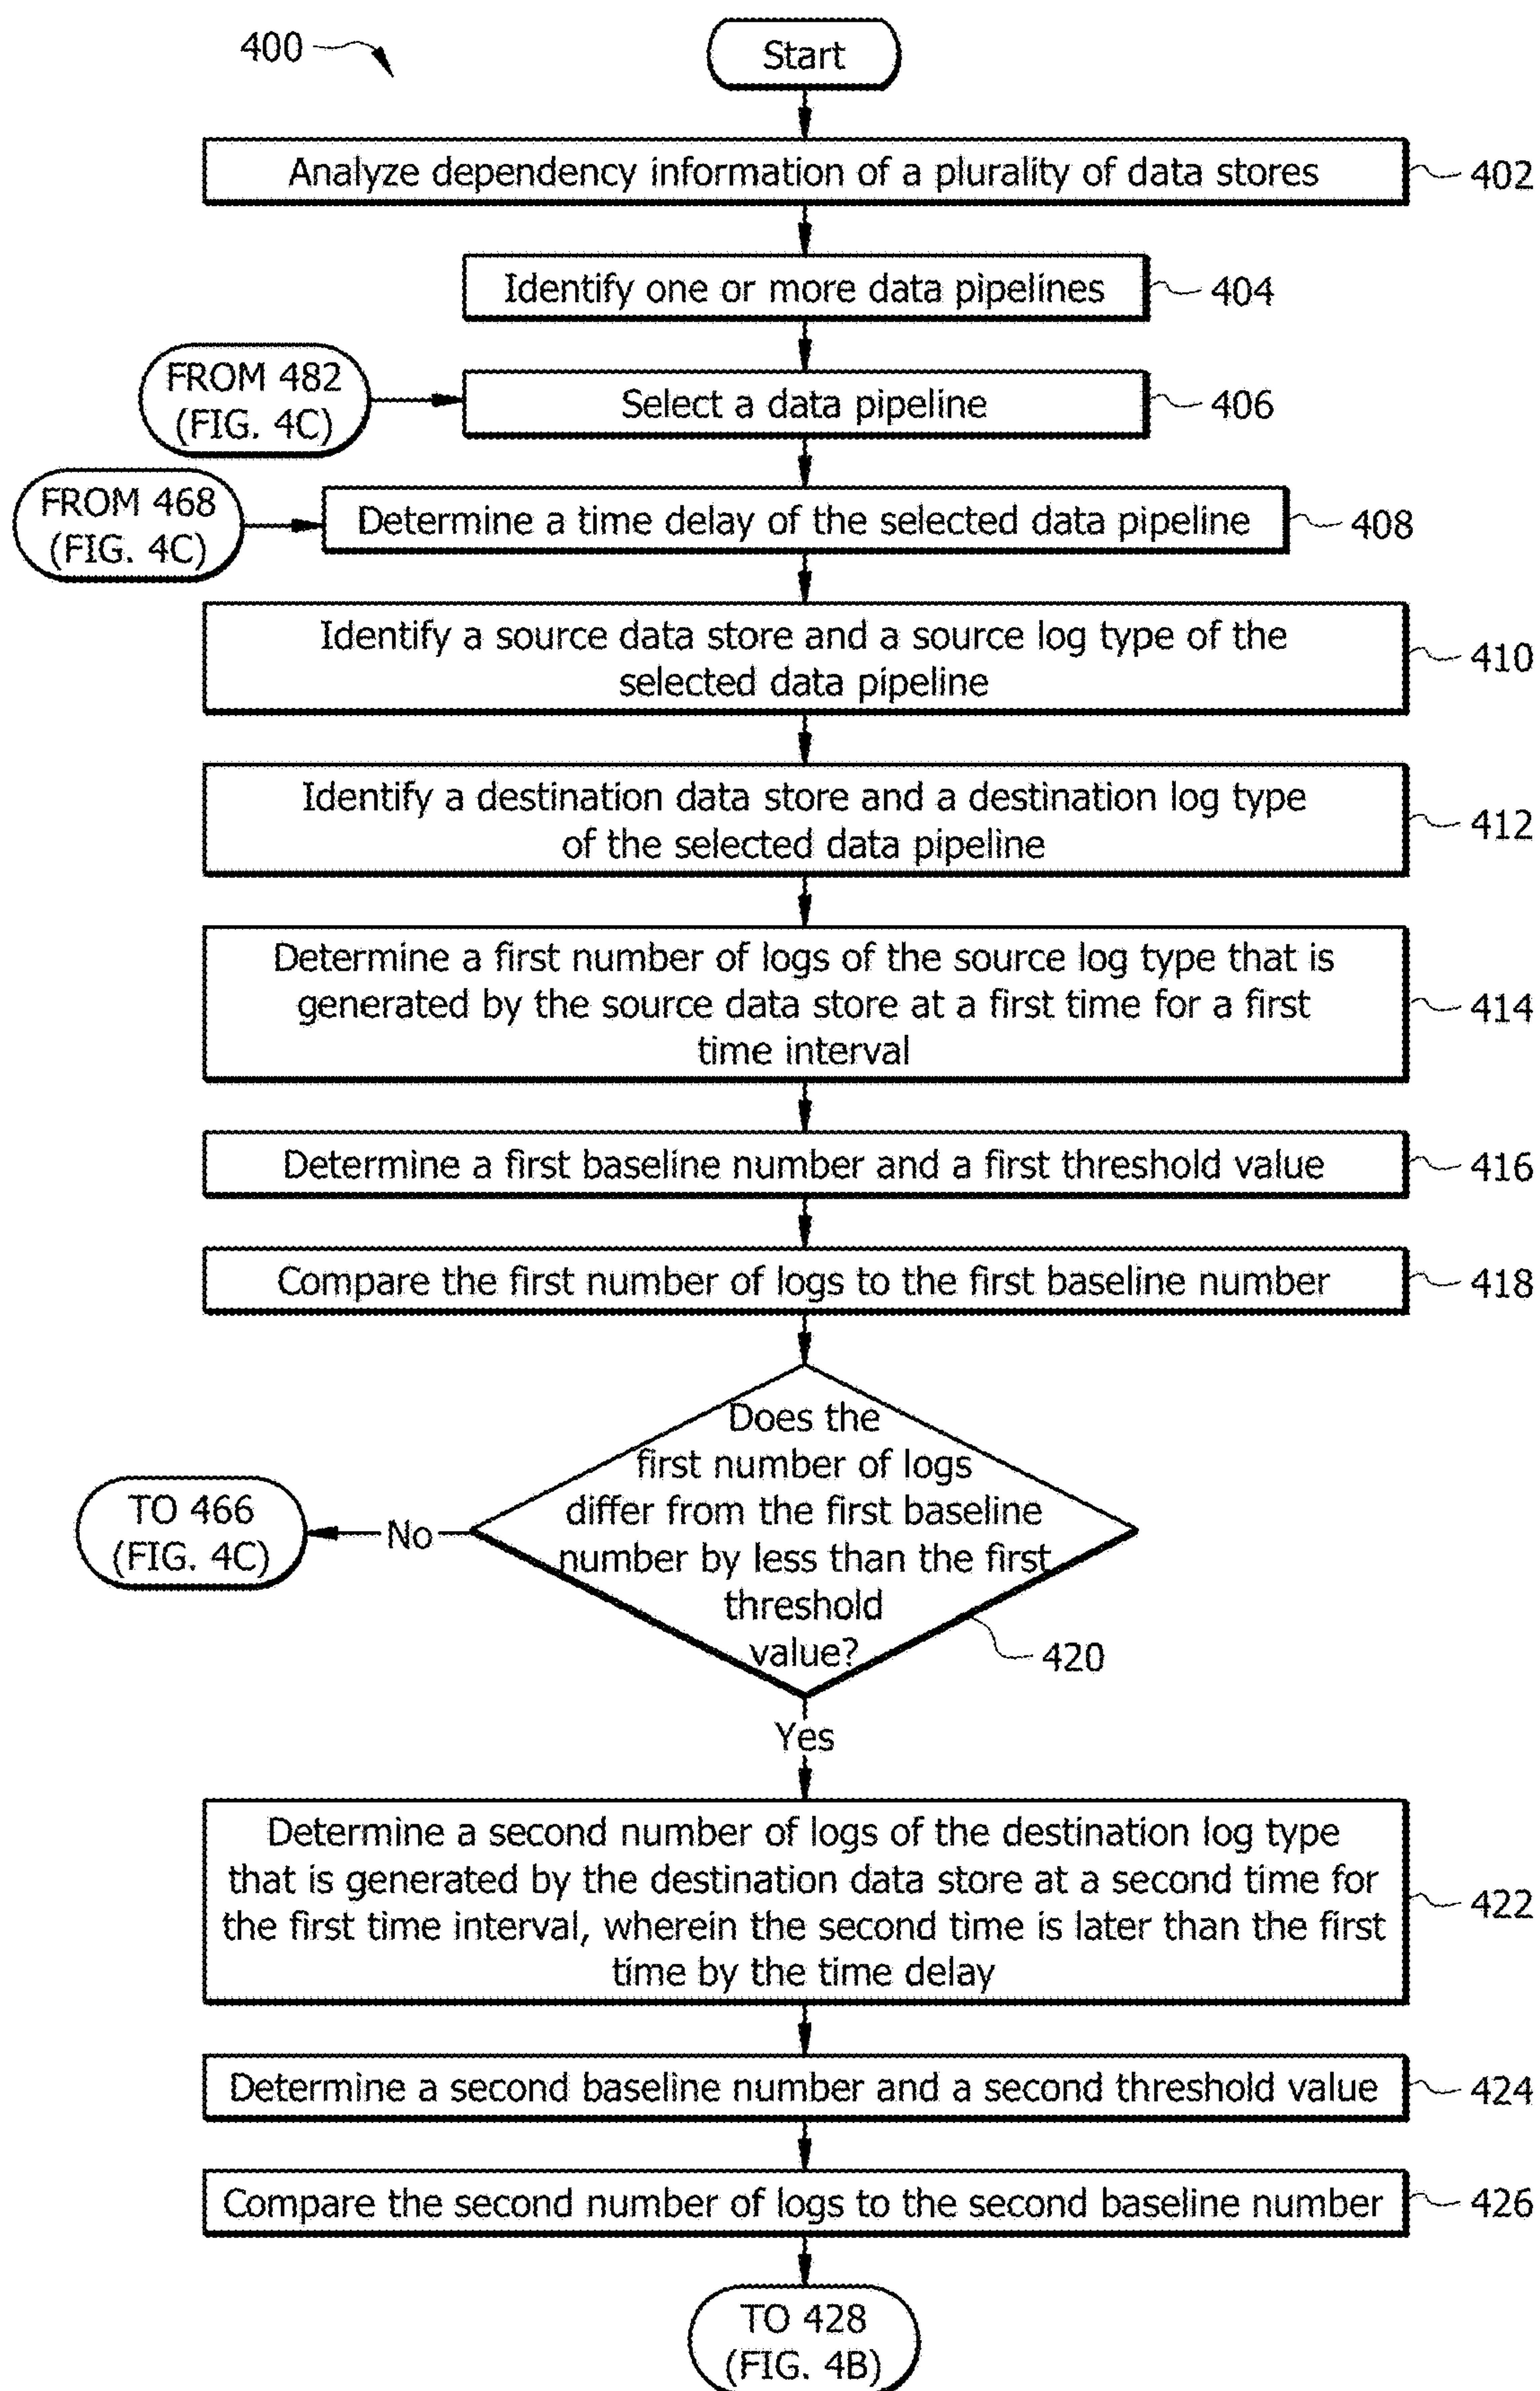 400
Start
Analyze dependency information of a plurality of data stores
402
Identify one or more data pipelines
404
FROM 482
(FIG. 4C)
Select a data pipeline
406
FROM 468
(FIG. 4C)
Determine a time delay of the selected data pipeline
408
Identify a source data store and a source log type of the
selected data pipeline
410
Identify a destination data store and a destination log type
of the selected data pipeline
412
Determine a first number of logs of the source log type that is
generated by the source data store at a first time for a first
time interval
414
Determine a first baseline number and a first threshold value
416
Compare the first number of logs to the first baseline number
418
Does the
first number of logs
differ from the first baseline
number by less than the first
threshold
value?
420
No
TO 466
(FIG. 4C)
Yes
Determine a second number of logs of the destination log type
that is generated by the destination data store at a second time for
the first time interval, wherein the second time is later than the first
time by the time delay
422
Determine a second baseline number and a second threshold value
424
Compare the second number of logs to the second baseline number
426
TO 428
(FIG. 4B)